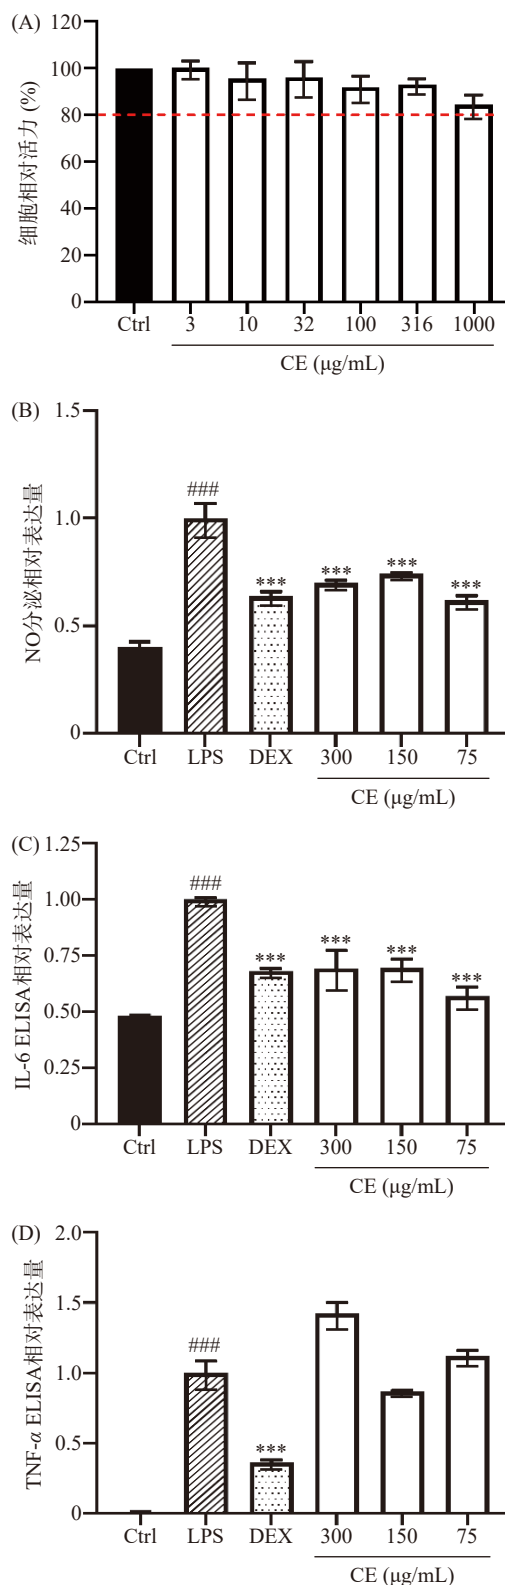 (A)
细胞相对活力 (%)
120
100
80
60
40
20
0
Ctrl 3 10 32 100 316 1000
CE (μg/mL)
(B)
NO分泌相对表达量
1.5
1.0
0.5
0
###
*** *** *** ***
Ctrl LPS DEX 300 150 75
CE (μg/mL)
(C)
IL-6 ELISA相对表达量
1.25
1.00
0.75
0.50
0.25
0
###
*** *** *** ***
Ctrl LPS DEX 300 150 75
CE (μg/mL)
(D)
TNF-α ELISA相对表达量
2.0
1.5
1.0
0.5
0
###
***
Ctrl LPS DEX 300 150 75
CE (μg/mL)